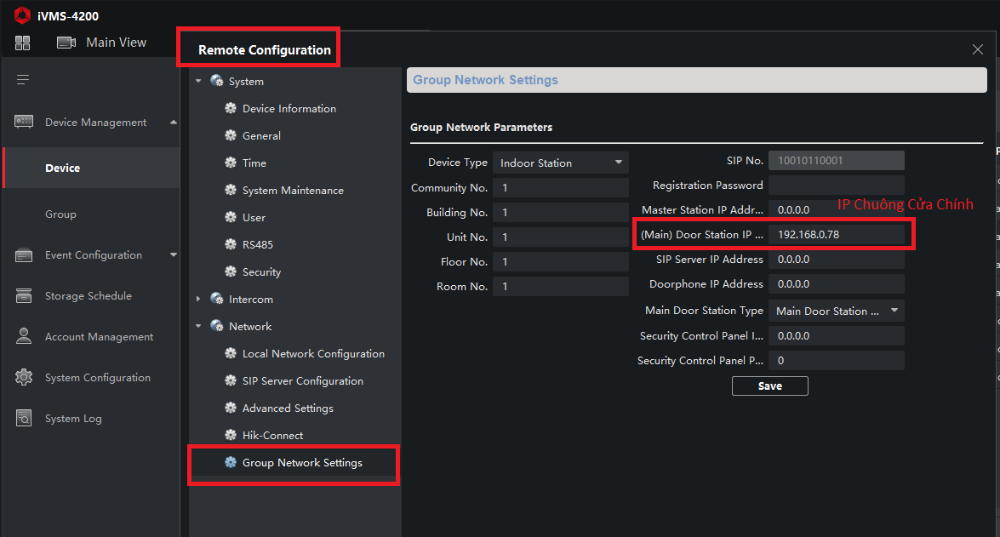 iVMS-4200
Main View
Remote Configuration
Device Management
Device
Group
Event Configuration
Storage Schedule
Account Management
System Configuration
System Log
System
Device Information
General
Time
System Maintenance
User
RS485
Security
Intercom
Network
Local Network Configuration
SIP Server Configuration
Advanced Settings
Hik-Connect
Group Network Settings
Group Network Settings
Group Network Parameters
Device Type Indoor Station
Community No. 1
Building No. 1
Unit No. 1
Floor No. 1
Room No. 1
SIP No. 10010110001
Registration Password
Master Station IP Addr... 0.0.0.0
IP Chuông Cửa Chính
(Main) Door Station IP ... 192.168.0.78
SIP Server IP Address 0.0.0.0
Doorphone IP Address 0.0.0.0
Main Door Station Type Main Door Station ...
Security Control Panel I... 0.0.0.0
Security Control Panel P... 0
Save